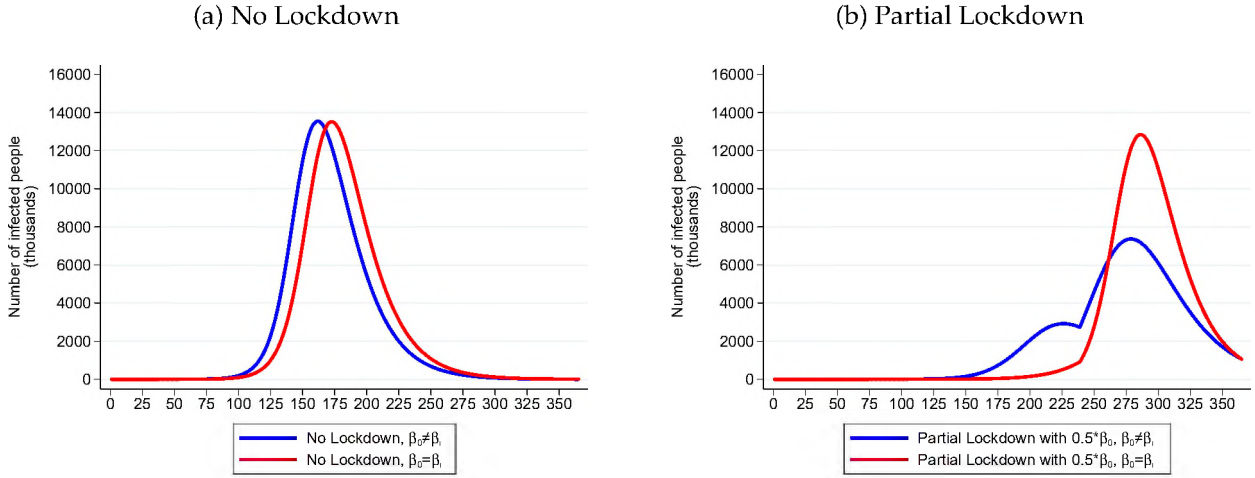 (a) No Lockdown
Number of infected people
(thousands)
16000
14000
12000
10000
8000
6000
4000
2000
0
0 25 50 75 100 125 150 175 200 225 250 275 300 325 350
No Lockdown, β₀≠βᵢ
No Lockdown, β₀=βᵢ
(b) Partial Lockdown
Number of infected people
(thousands)
16000
14000
12000
10000
8000
6000
4000
2000
0
0 25 50 75 100 125 150 175 200 225 250 275 300 325 350
Partial Lockdown with 0.5*β₀, β₀≠βᵢ
Partial Lockdown with 0.5*β₀, β₀=βᵢ